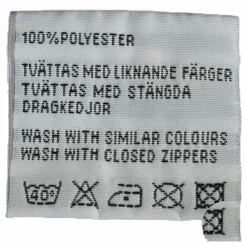 100%POLYESTER
TVÄTTAS MED LIKNANDE FÄRGER
TVÄTTAS MED STÄNGDA
DRAGKEDJOR
WASH WITH SIMILAR COLOURS
WASH WITH CLOSED ZIPPERS
40°